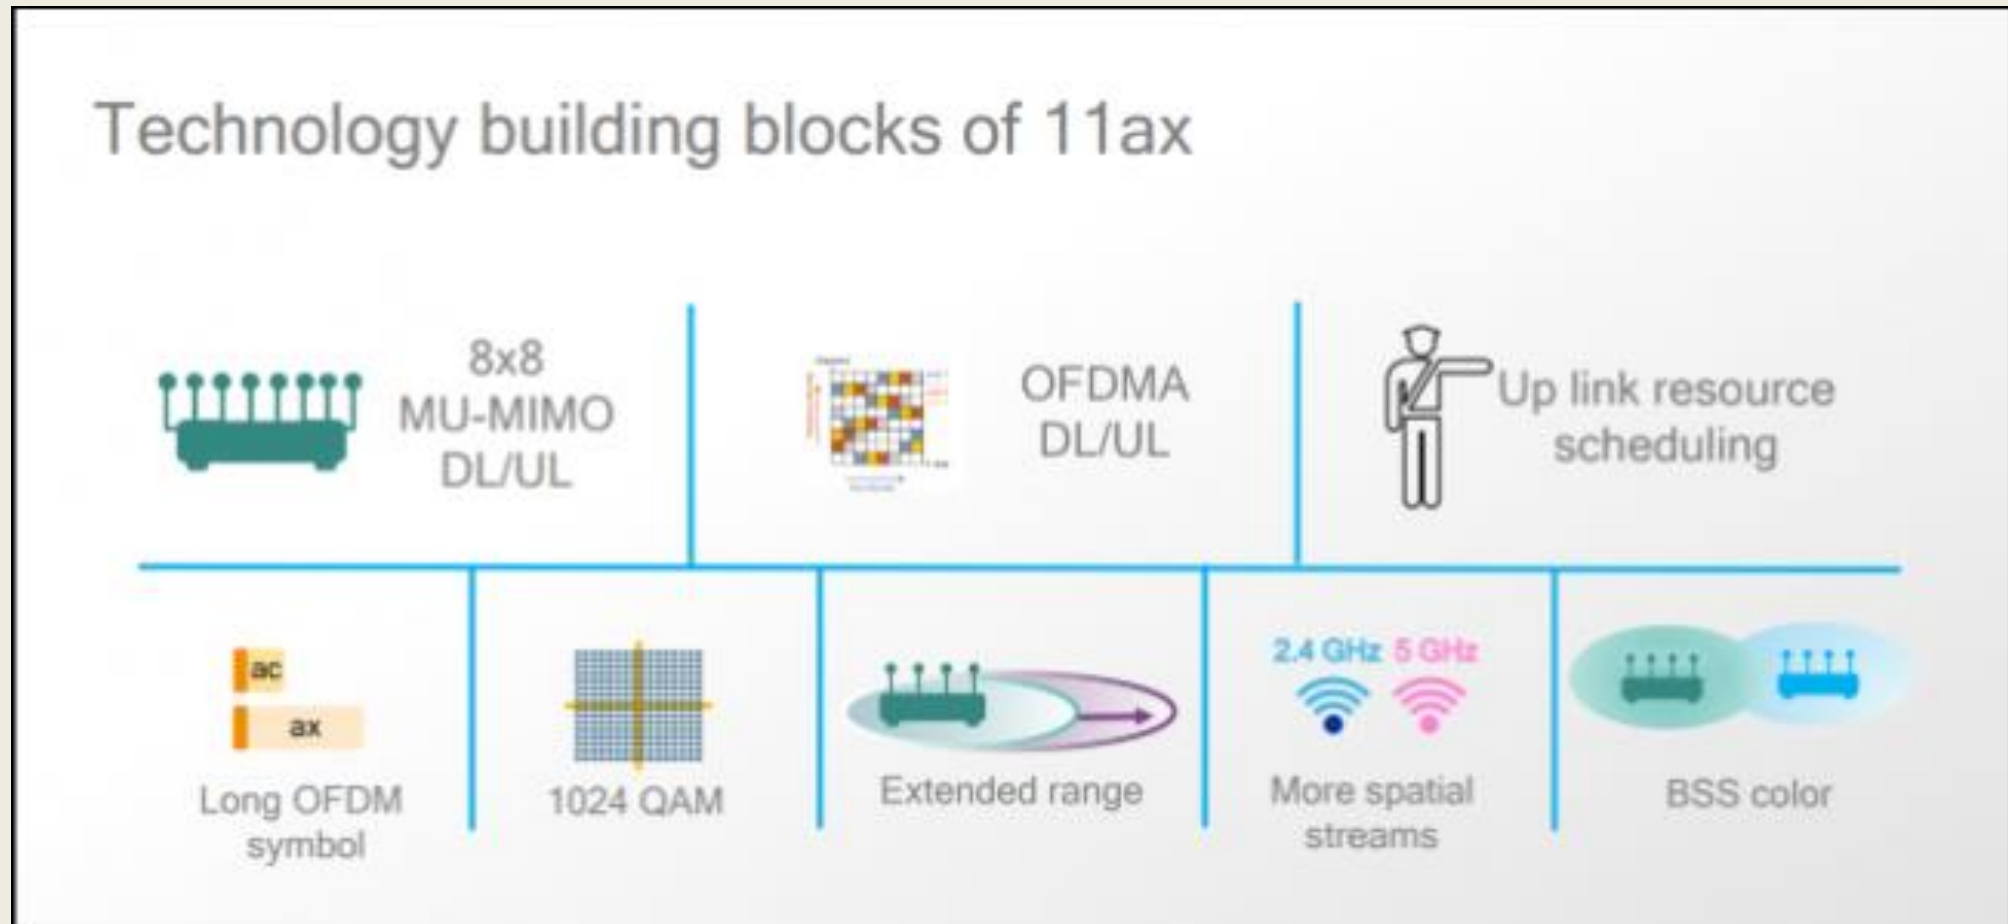 Technology building blocks of 11ax
8x8
MU-MIMO
DL/UL
OFDMA
DL/UL
Up link resource
scheduling
ac
ax
Long OFDM
symbol
1024 QAM
Extended range
2.4 GHz 5 GHz
More spatial
streams
BSS color